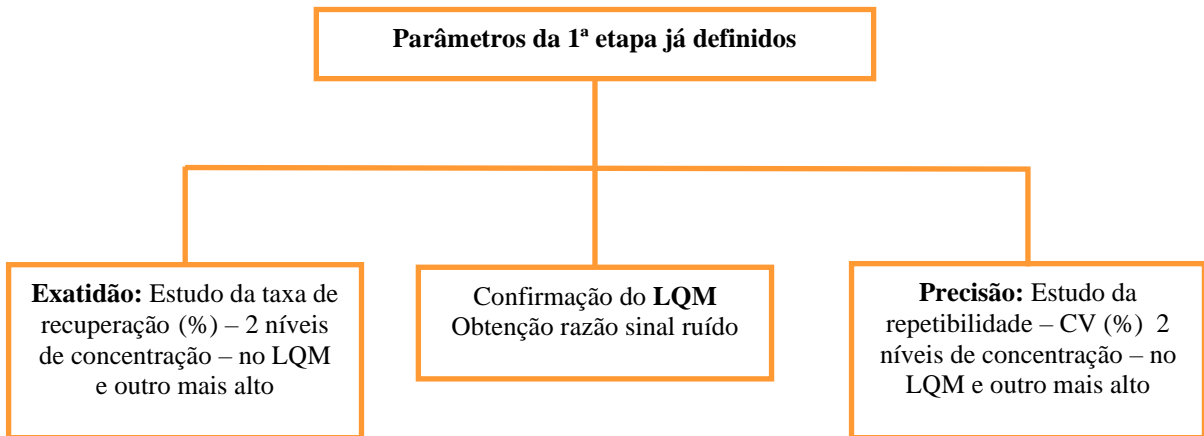 Parâmetros da 1ª etapa já definidos
Exatidão: Estudo da taxa de
recuperação (%) – 2 níveis
de concentração – no LQM
e outro mais alto
Confirmação do LQM
Obtenção razão sinal ruído
Precisão: Estudo da
repetibilidade – CV (%) 2
níveis de concentração – no
LQM e outro mais alto